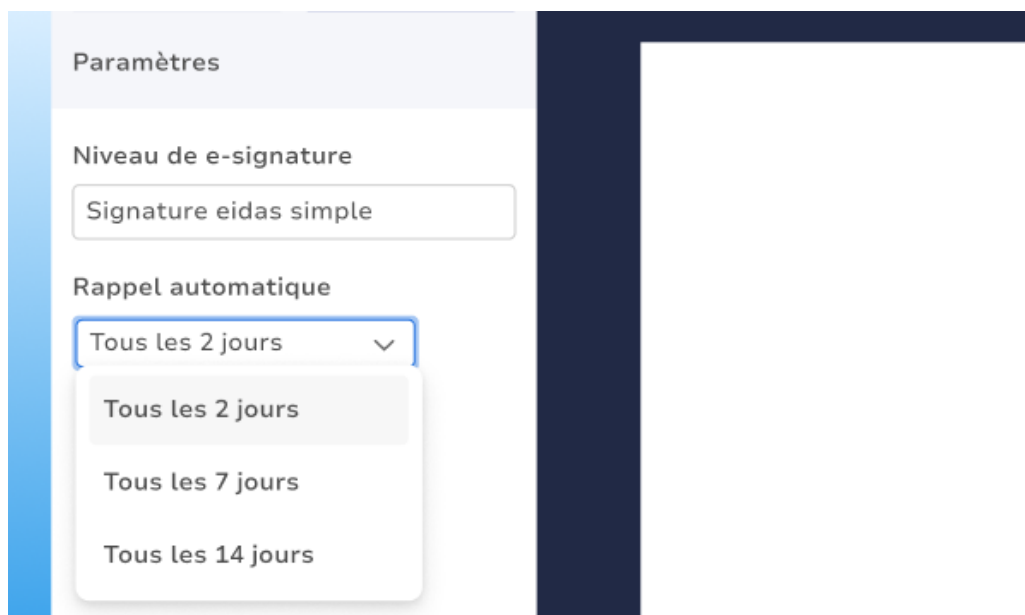 Paramètres
Niveau de e-signature
Signature eidas simple
Rappel automatique
Tous les 2 jours
Tous les 2 jours
Tous les 7 jours
Tous les 14 jours